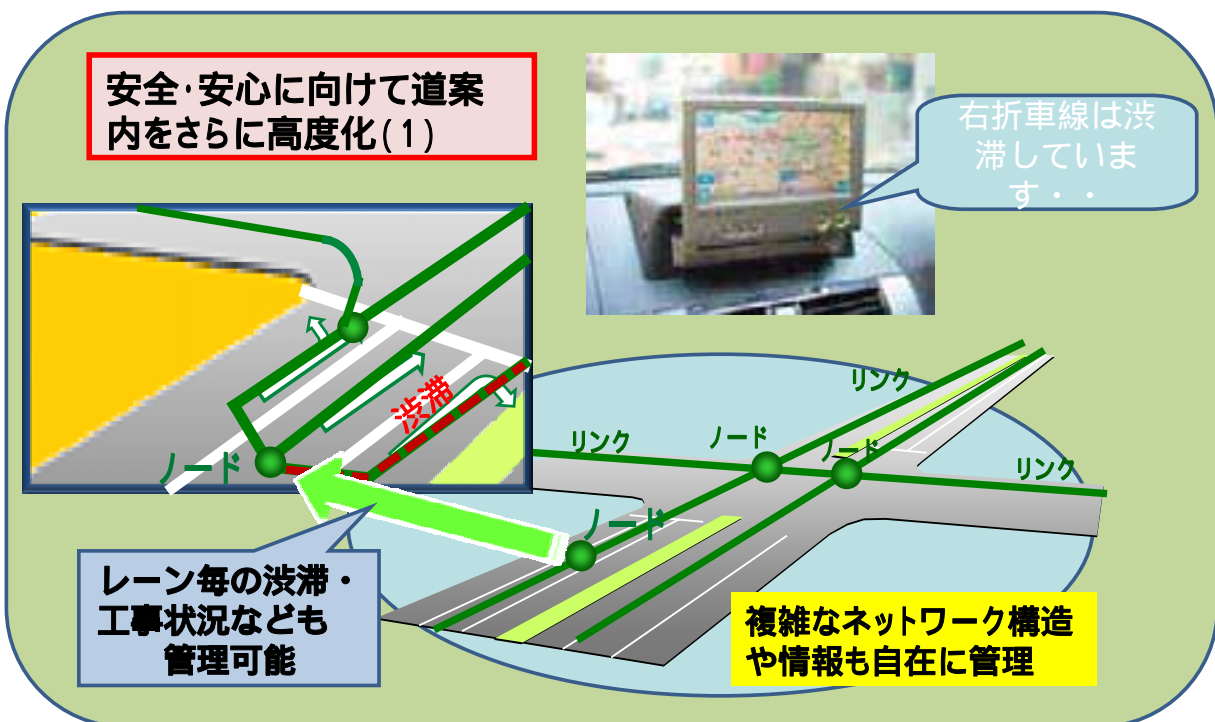 安全・安心に向けて道案
内をさらに高度化(1)
右折車線は渋
滞していま
す・・
渋滞
ノード
リンク
リンク
ノード
ノード
リンク
ノード
レーン毎の渋滞・
工事状況なども
管理可能
複雑なネットワーク構造
や情報も自在に管理